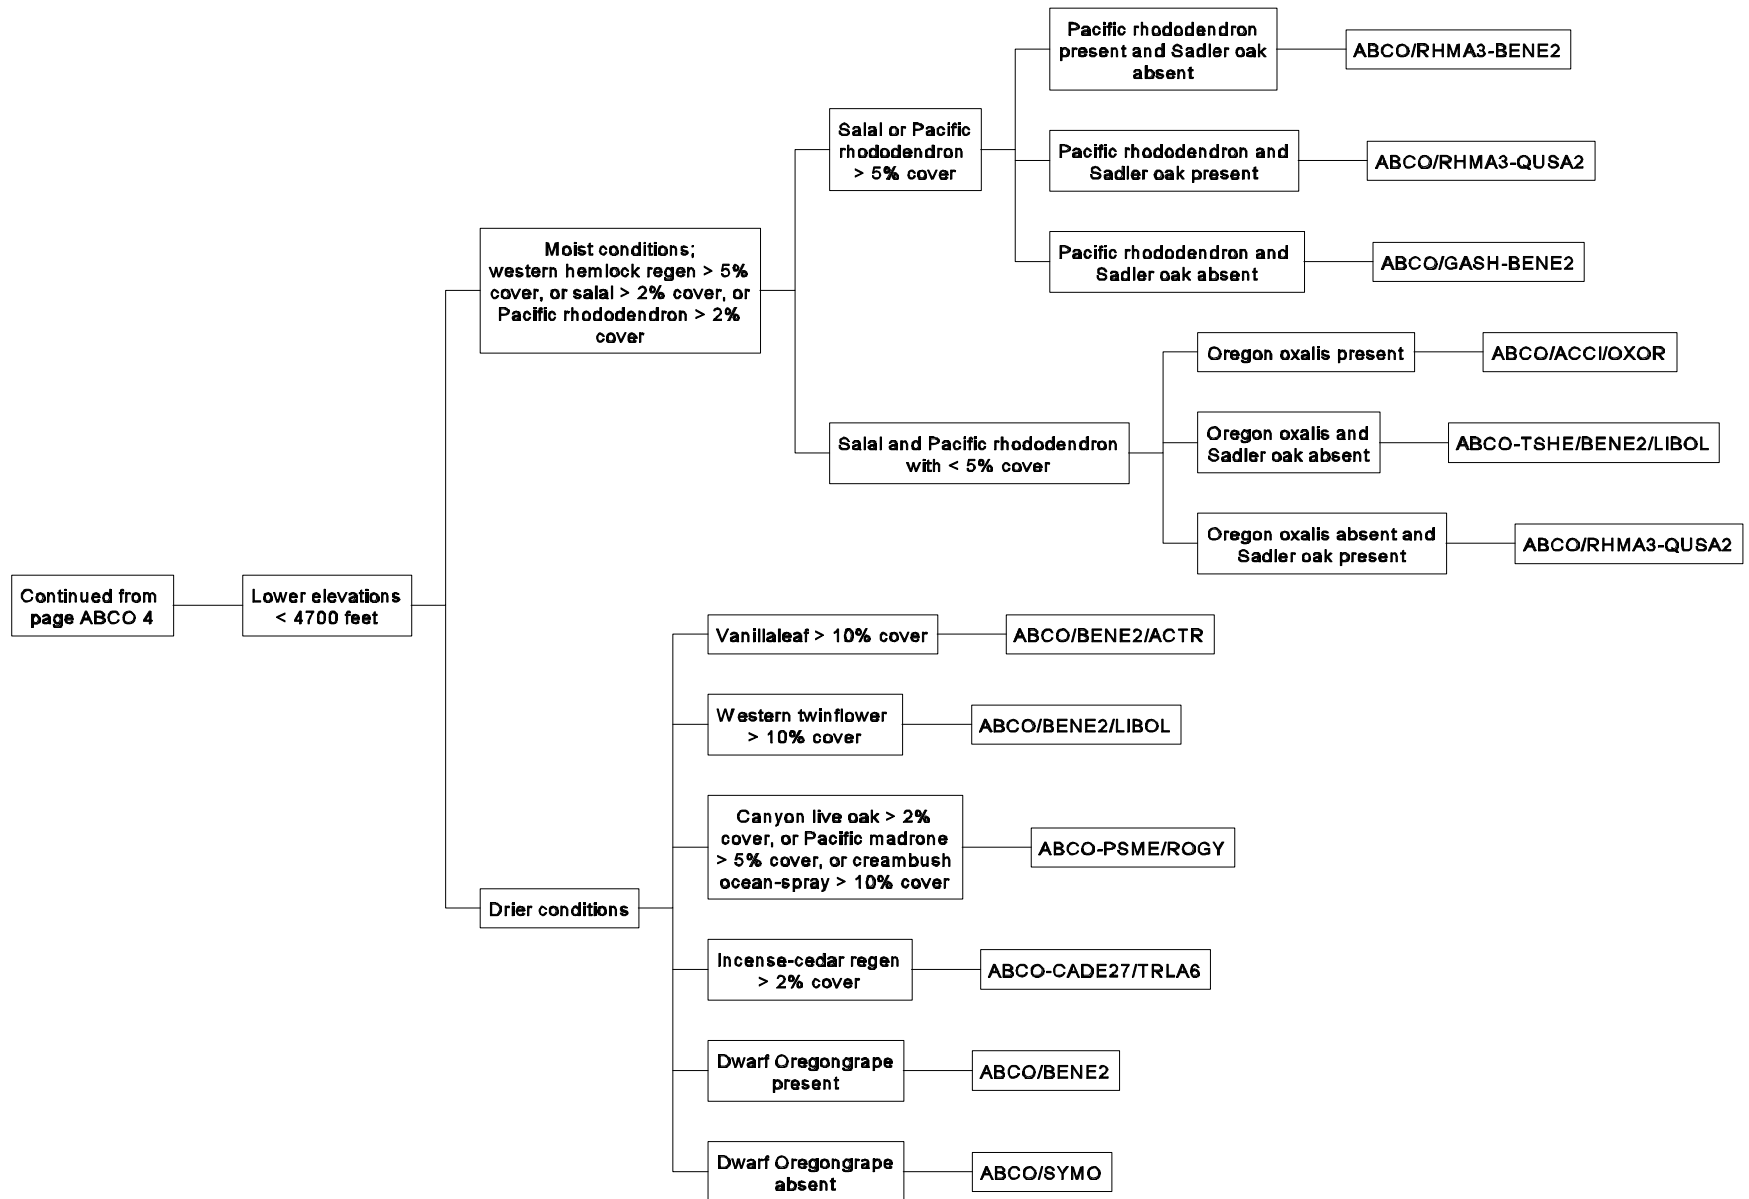 Pacific rhododendron
present and Sadler oak
absent
ABCO/RHMA3-BENE2
Salal or Pacific
rhododendron
> 5% cover
Pacific rhododendron and
Sadler oak present
ABCO/RHMA3-QUSA2
Pacific rhododendron and
Sadler oak absent
ABCO/GASH-BENE2
Moist conditions;
western hemlock regen > 5%
cover, or salal > 2% cover, or
Pacific rhododendron > 2%
cover
Oregon oxalis present
ABCO/ACCI/OXOR
Salal and Pacific rhododendron
with < 5% cover
Oregon oxalis and
Sadler oak absent
ABCO-TSHE/BENE2/LIBOL
Oregon oxalis absent and
Sadler oak present
ABCO/RHMA3-QUSA2
Continued from
page ABCO 4
Lower elevations
< 4700 feet
Vanillaleaf > 10% cover
ABCO/BENE2/ACTR
Western twinflower
> 10% cover
ABCO/BENE2/LIBOL
Canyon live oak > 2%
cover, or Pacific madrone
> 5% cover, or creambush
ocean-spray > 10% cover
ABCO-PSME/ROGY
Drier conditions
Incense-cedar regen
> 2% cover
ABCO-CADE27/TRLA6
Dwarf Oregongrape
present
ABCO/BENE2
Dwarf Oregongrape
absent
ABCO/SYMO